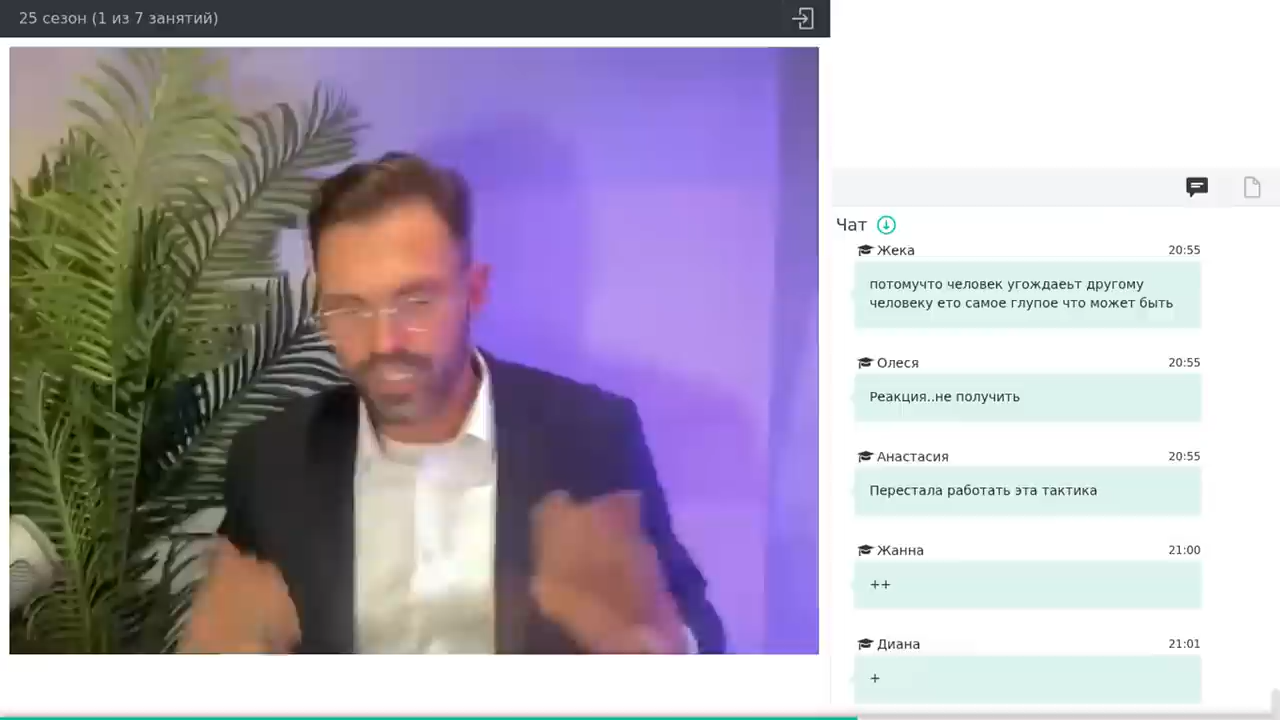 25 сезон (1 из 7 занятий)
Чат
Жека 20:55
потомучто человек угождаеьт другому
человеку ето самое глупое что может быть
Олеся 20:55
Реакция..не получить
Анастасия 20:55
Перестала работать эта тактика
Жанна 21:00
++
Диана 21:01
+